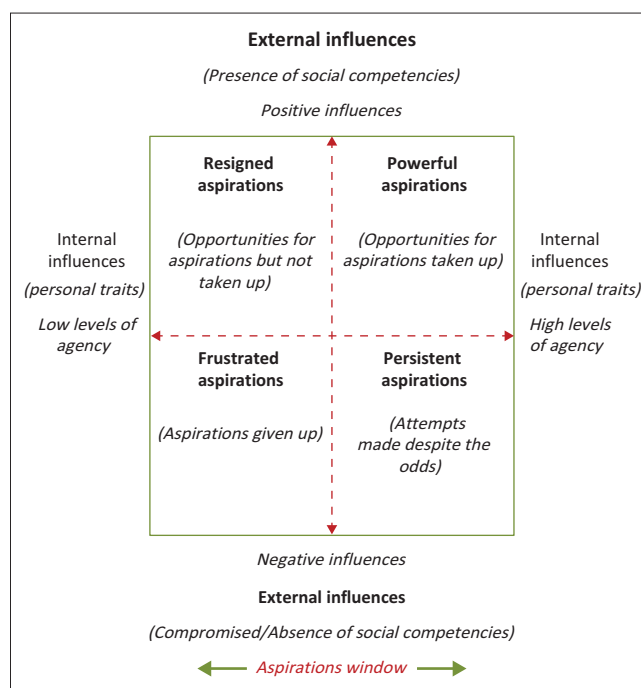 External influences
(Presence of social competencies)
Positive influences
Resigned
aspirations
Powerful
aspirations
Internal
influences
(personal traits)
Low levels of
agency
(Opportunities for
aspirations but not
taken up)
(Opportunities for
aspirations taken up)
Internal
influences
(personal traits)
High levels
of agency
Frustrated
aspirations
Persistent
aspirations
(Aspirations given up)
(Attempts
made despite the
odds)
Negative influences
External influences
(Compromised/Absence of social competencies)
Aspirations window